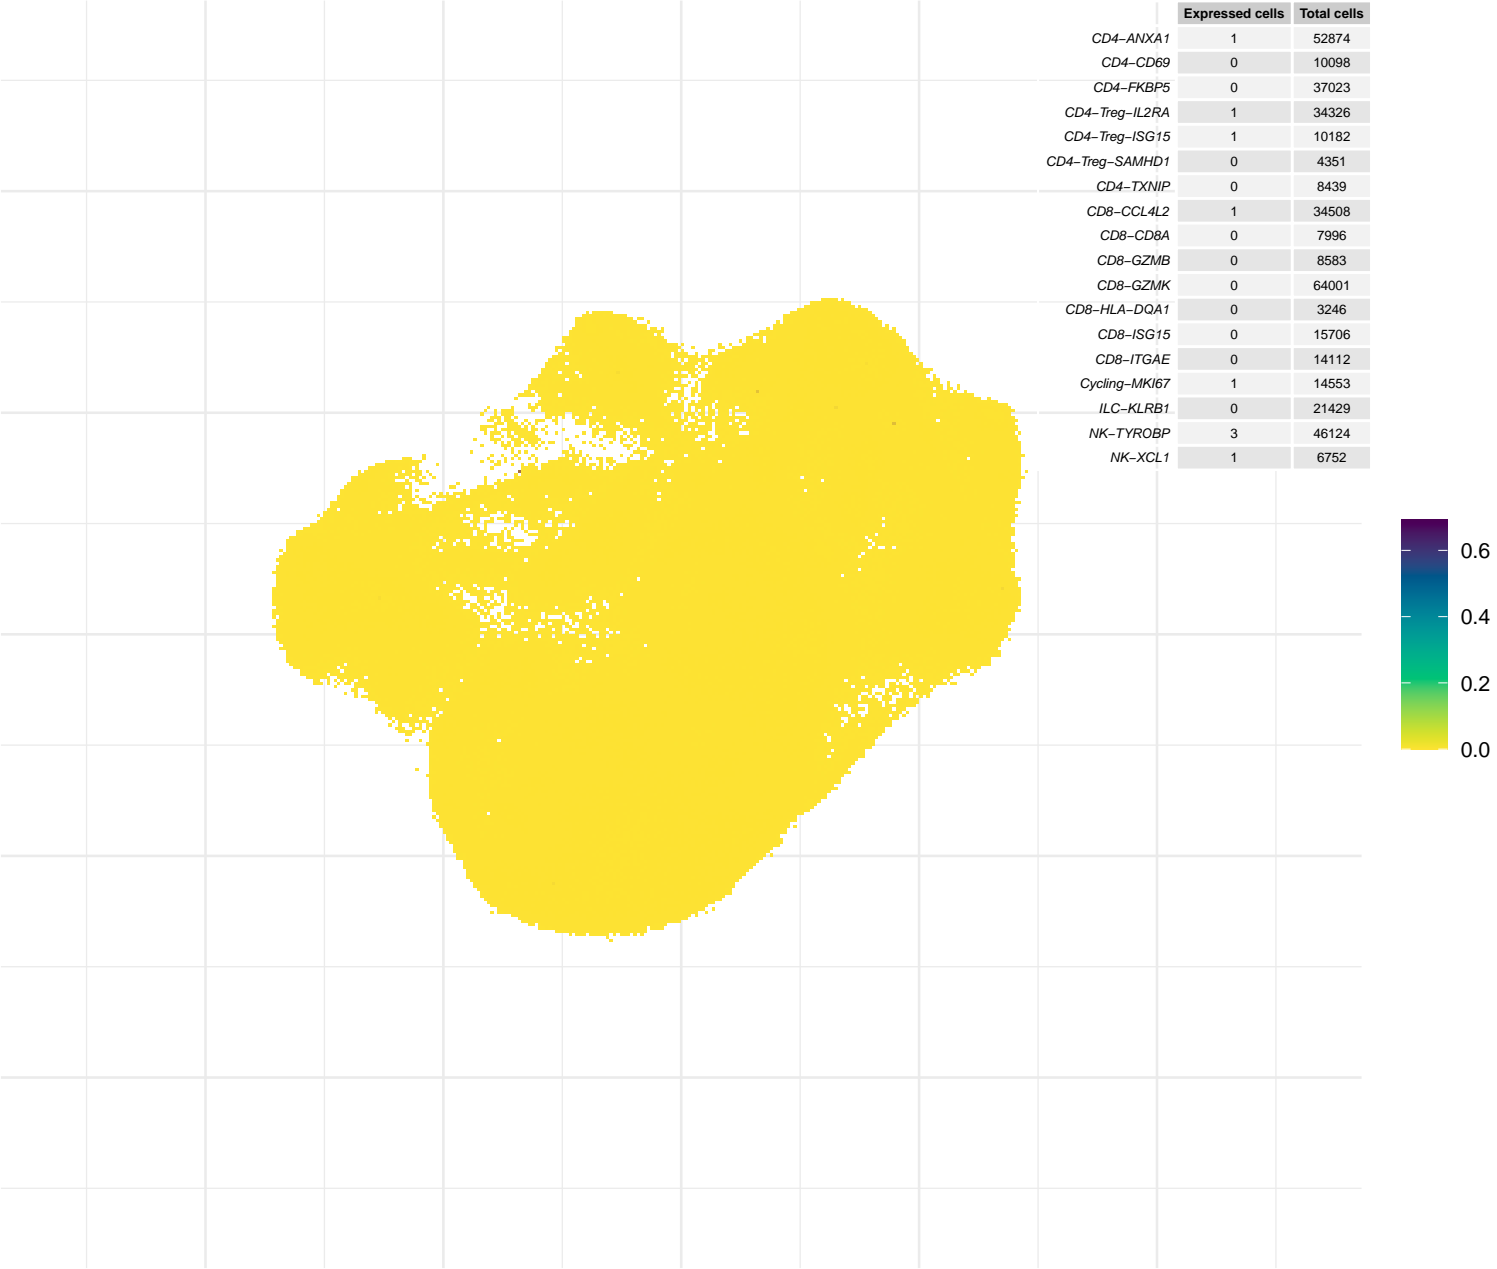 Expressed cells Total cells
CD4−ANXA1 1 52874
CD4−CD69 0 10098
CD4−FKBP5 0 37023
CD4−Treg−IL2RA 1 34326
CD4−Treg−ISG15 1 10182
CD4−Treg−SAMHD1 0 4351
CD4−TXNIP 0 8439
CD8−CCL4L2 1 34508
CD8−CD8A 0 7996
CD8−GZMB 0 8583
CD8−GZMK 0 64001
CD8−HLA−DQA1 0 3246
CD8−ISG15 0 15706
CD8−ITGAE 0 14112
Cycling−MKI67 1 14553
ILC−KLRB1 0 21429
NK−TYROBP 3 46124
NK−XCL1 1 6752
0.6
0.4
0.2
0.0